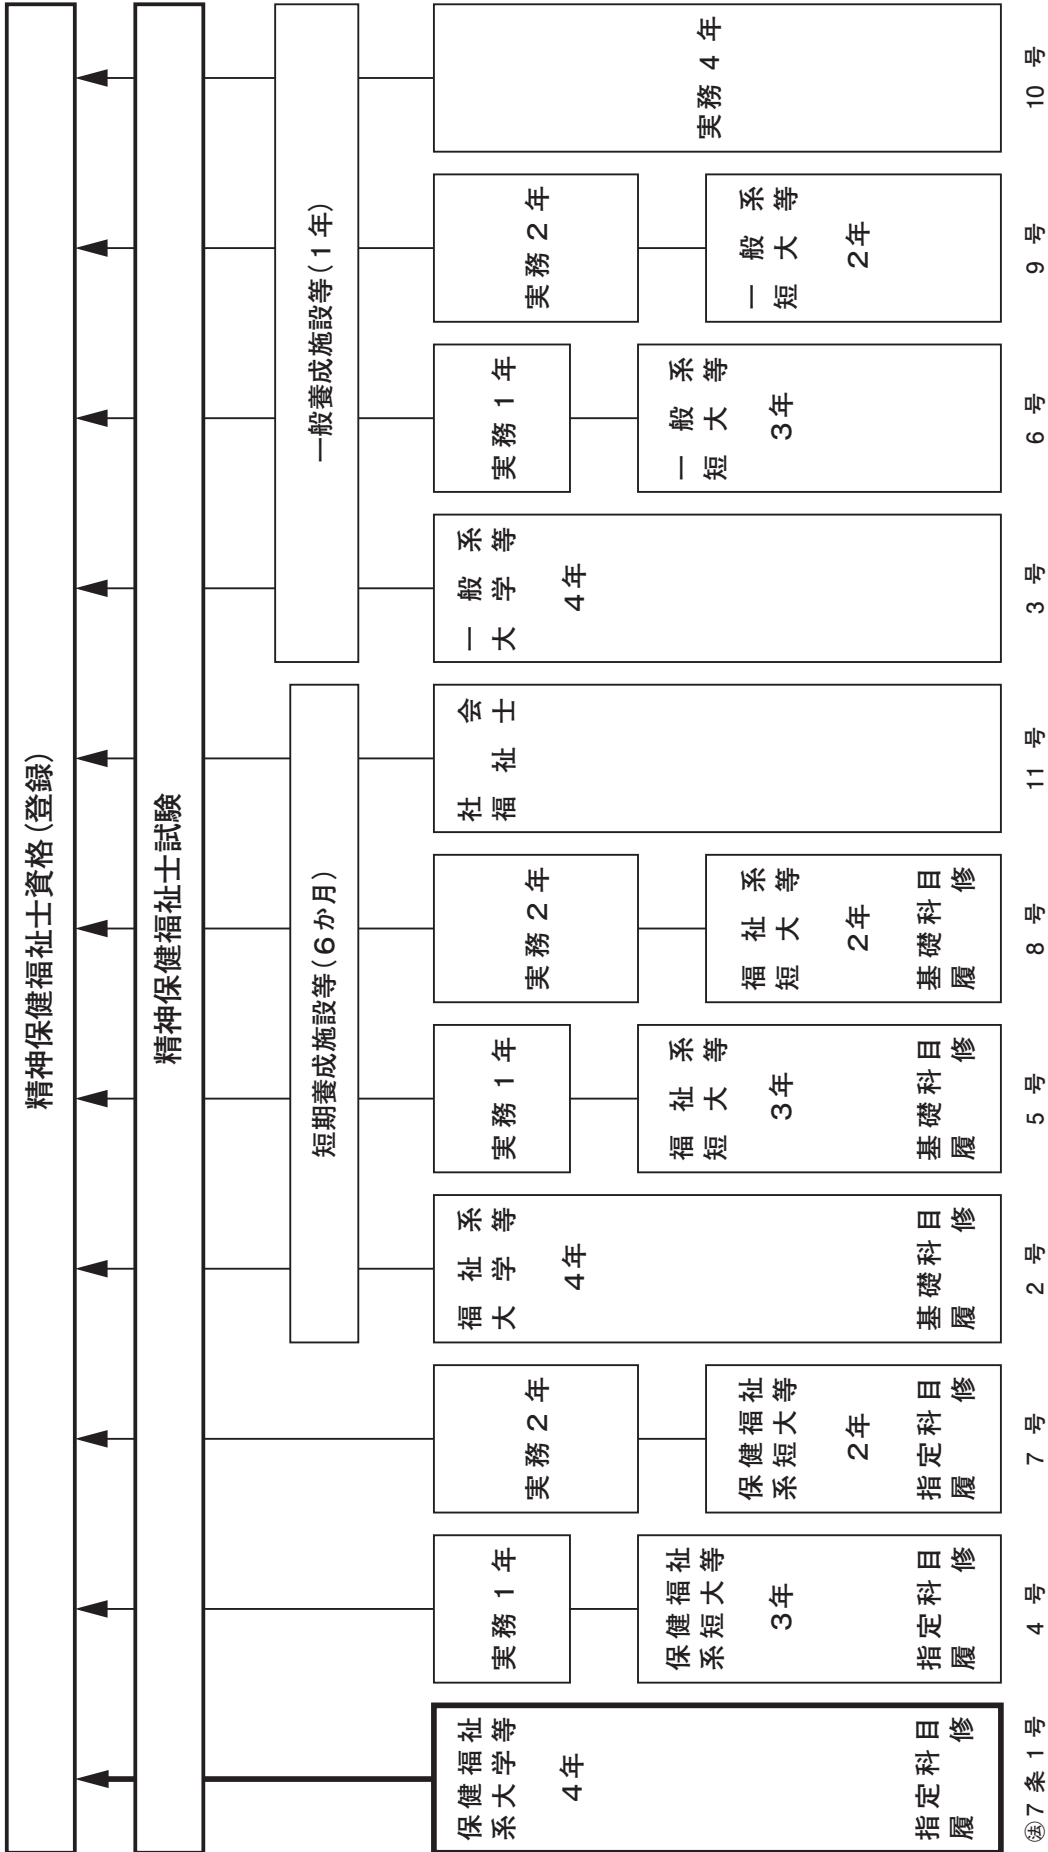 精神保健福祉士資格(登録)
精神保健福祉士試験
短期養成施設等(6か月)
一般養成施設等(1年)
保健福祉
系大学等
4年
指定科目
履修
㊑7条1号
実務1年
保健福祉
系短大等
3年
指定科目
履修
4号
実務2年
保健福祉
系短大等
2年
指定科目
履修
7号
福祉系
大学等
4年
基礎科目
履修
2号
実務1年
福祉系
短大等
3年
基礎科目
履修
5号
実務2年
福祉系
短大等
2年
基礎科目
履修
8号
社会
福祉士
11号
一般系
大学等
4年
3号
実務1年
一般系
短大等
3年
6号
実務2年
一般系
短大等
2年
9号
実務4年
10号